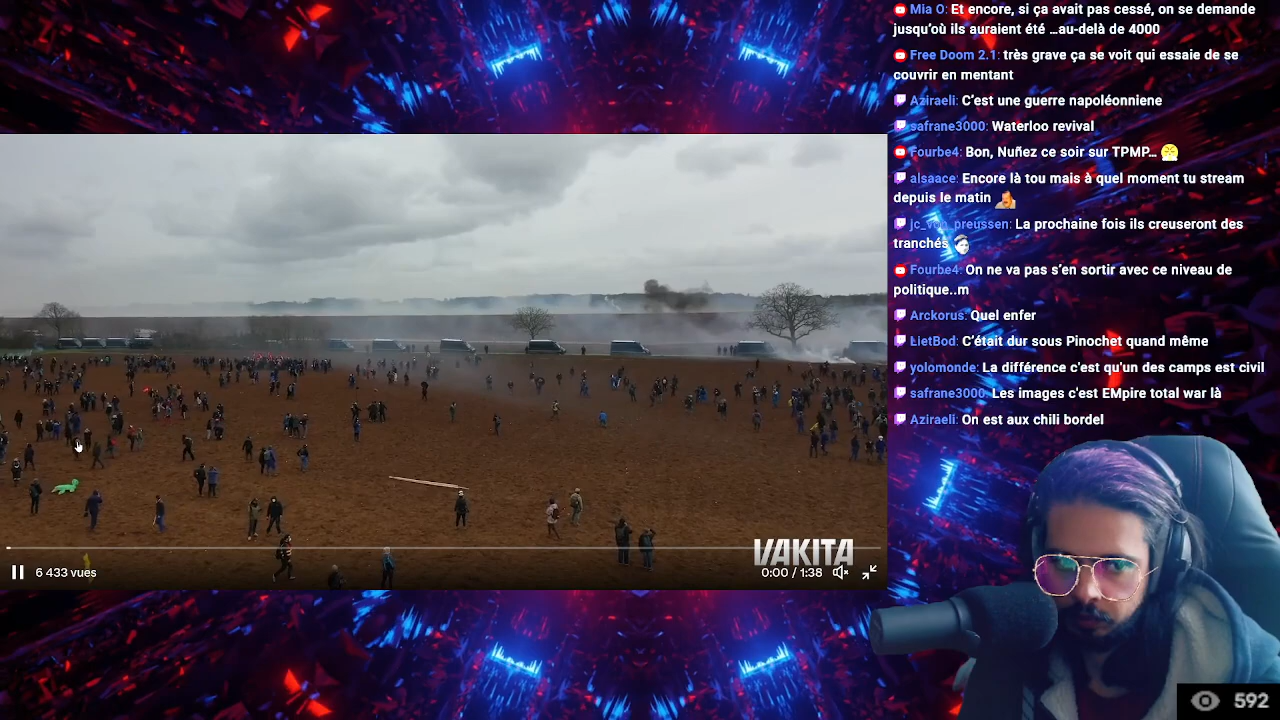 Mia O: Et encore, si ça avait pas cessé, on se demande
jusqu'où ils auraient été …au-delà de 4000
Free Doom 2.1: très grave ça se voit qui essaie de se
couvrir en mentant
Aziraeli: C'est une guerre napoléonniene
safrane3000: Waterloo revival
Fourbe4: Bon, Nuñez ce soir sur TPMP…
alsaace: Encore là tou mais à quel moment tu stream
depuis le matin
jc_von_preussen: La prochaine fois ils creuseront des
tranchés
Fourbe4: On ne va pas s'en sortir avec ce niveau de
politique..m
Arckorus: Quel enfer
ŁietBod: C'était dur sous Pinochet quand même
yolomonde: La différence c'est qu'un des camps est civil
safrane3000: Les images c'est EMpire total war là
Aziraeli: On est aux chili bordel
VAKITA
6 433 vues
0:00 / 1:38
592